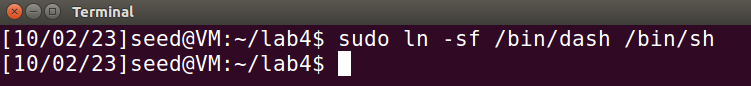 Terminal
[10/02/23]seed@VM:~/lab4$ sudo ln -sf /bin/dash /bin/sh
[10/02/23]seed@VM:~/lab4$